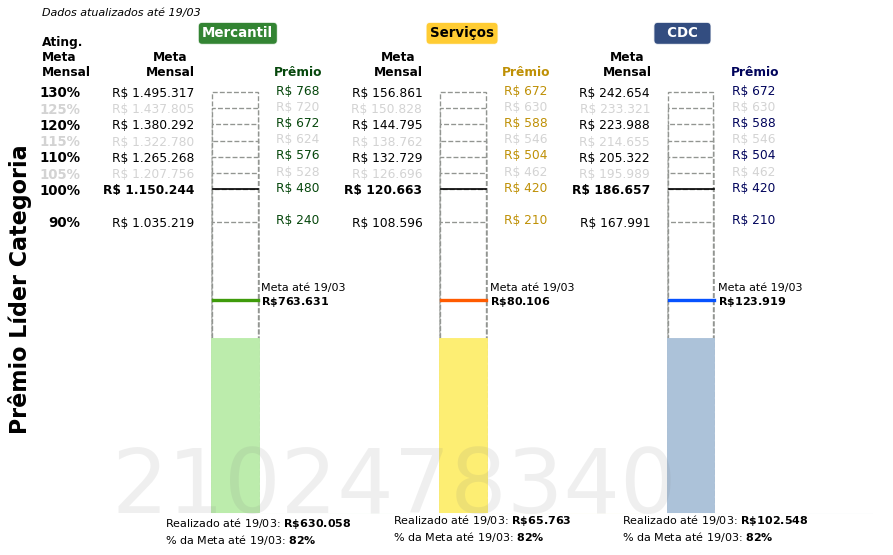 Dados atualizados até 19/03
Mercantil Serviços CDC
Ating. Meta Mensal
Meta Mensal Prêmio Meta Mensal Prêmio Meta Mensal Prêmio
130% R$ 1.495.317 R$ 768 R$ 156.861 R$ 672 R$ 242.654 R$ 672
125% R$ 1.437.805 R$ 720 R$ 150.828 R$ 630 R$ 233.321 R$ 630
120% R$ 1.380.292 R$ 672 R$ 144.795 R$ 588 R$ 223.988 R$ 588
115% R$ 1.322.780 R$ 624 R$ 138.762 R$ 546 R$ 214.655 R$ 546
110% R$ 1.265.268 R$ 576 R$ 132.729 R$ 504 R$ 205.322 R$ 504
105% R$ 1.207.756 R$ 528 R$ 126.696 R$ 462 R$ 195.989 R$ 462
100% R$ 1.150.244 R$ 480 R$ 120.663 R$ 420 R$ 186.657 R$ 420
90% R$ 1.035.219 R$ 240 R$ 108.596 R$ 210 R$ 167.991 R$ 210
Meta até 19/03 Meta até 19/03 Meta até 19/03
R$763.631 R$80.106 R$123.919
Prêmio Líder Categoria
2102478340
Realizado até 19/03: R$630.058 Realizado até 19/03: R$65.763 Realizado até 19/03: R$102.548
% da Meta até 19/03: 82% % da Meta até 19/03: 82% % da Meta até 19/03: 82%